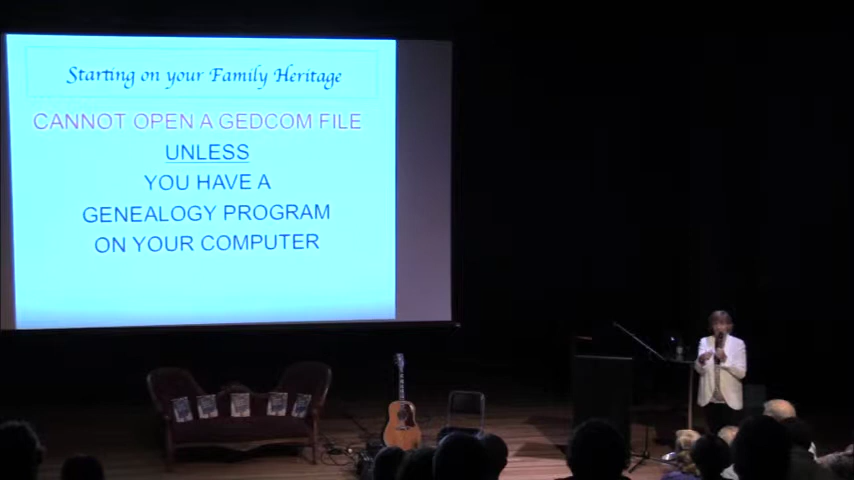 Starting on your Family Heritage
CANNOT OPEN A GEDCOM FILE
UNLESS
YOU HAVE A
GENEALOGY PROGRAM
ON YOUR COMPUTER